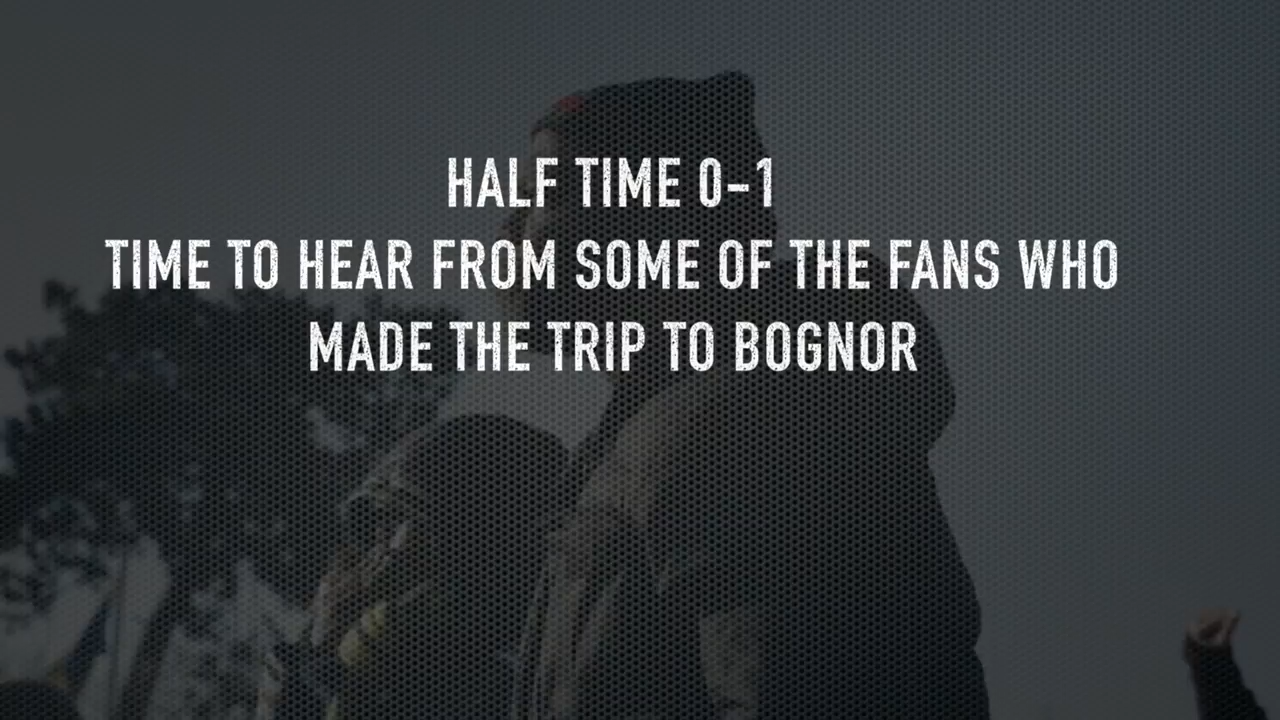 HALF TIME 0-1
TIME TO HEAR FROM SOME OF THE FANS WHO
MADE THE TRIP TO BOGNOR